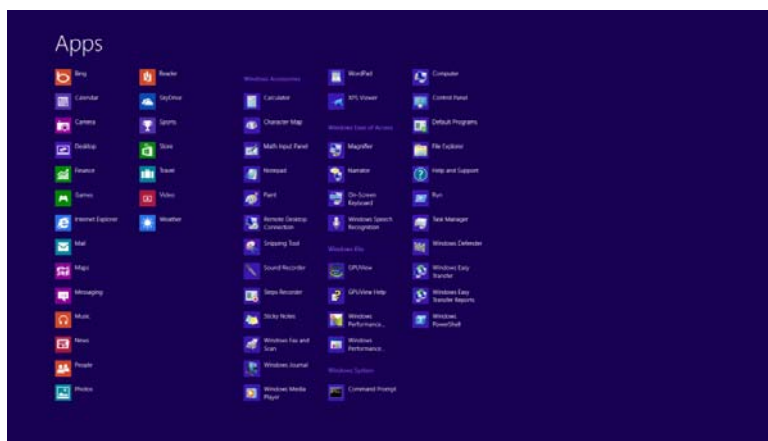 Apps
Bing
Calendar
Camera
Desktop
Finance
Games
Internet Explorer
Mail
Maps
Messaging
Music
News
People
Photos
Reader
SkyDrive
Sports
Store
Travel
Video
Weather
Windows Accessories
Calculator
Character Map
Math Input Panel
Notepad
Paint
Remote Desktop
Connection
Snipping Tool
Sound Recorder
Steps Recorder
Sticky Notes
Windows Fax and
Scan
Windows Journal
Windows Media
Player
WordPad
XPS Viewer
Windows Ease of Access
Magnifier
Narrator
On-Screen
Keyboard
Windows Speech
Recognition
Windows Kits
GPUView
GPUView Help
Windows
Performance...
Windows
Performance...
Windows System
Command Prompt
Computer
Control Panel
Default Programs
File Explorer
Help and Support
Run
Task Manager
Windows Defender
Windows Easy
Transfer
Windows Easy
Transfer Reports
Windows
PowerShell